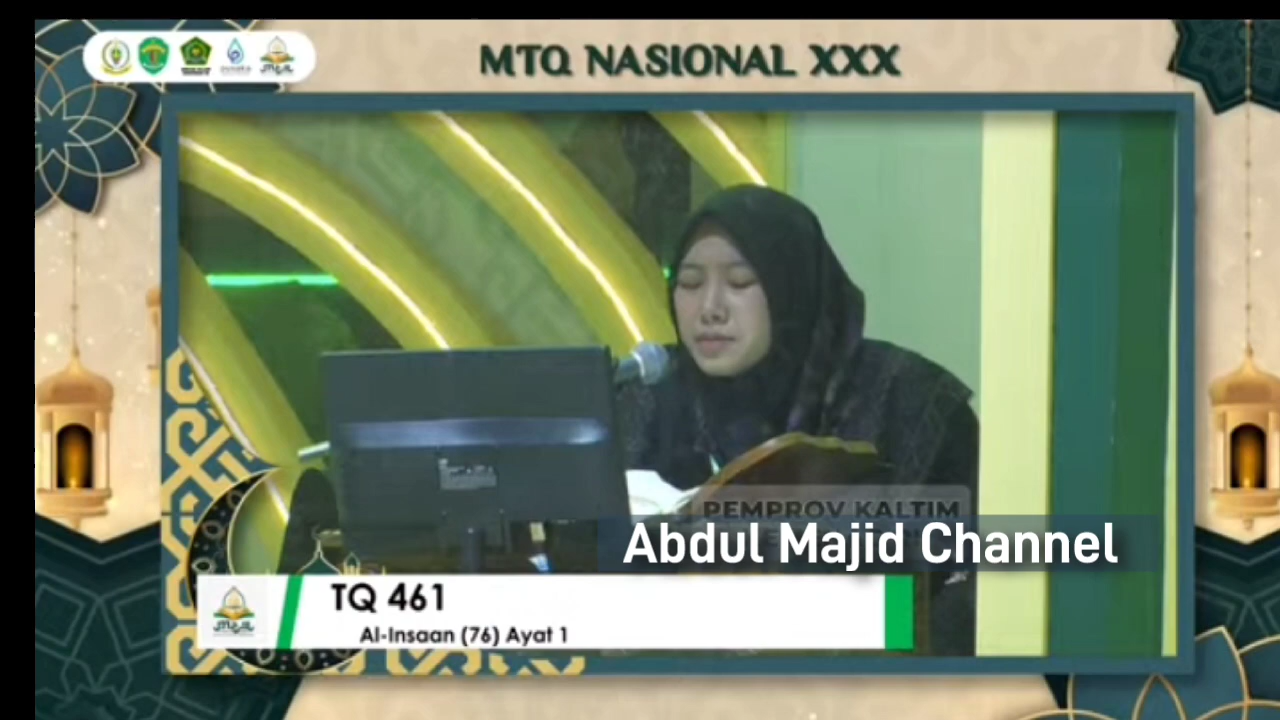 MTQ NASIONAL XXX
PEMPROV KALTIM
Abdul Majid Channel
TQ 461
Al-Insaan (76) Ayat 1